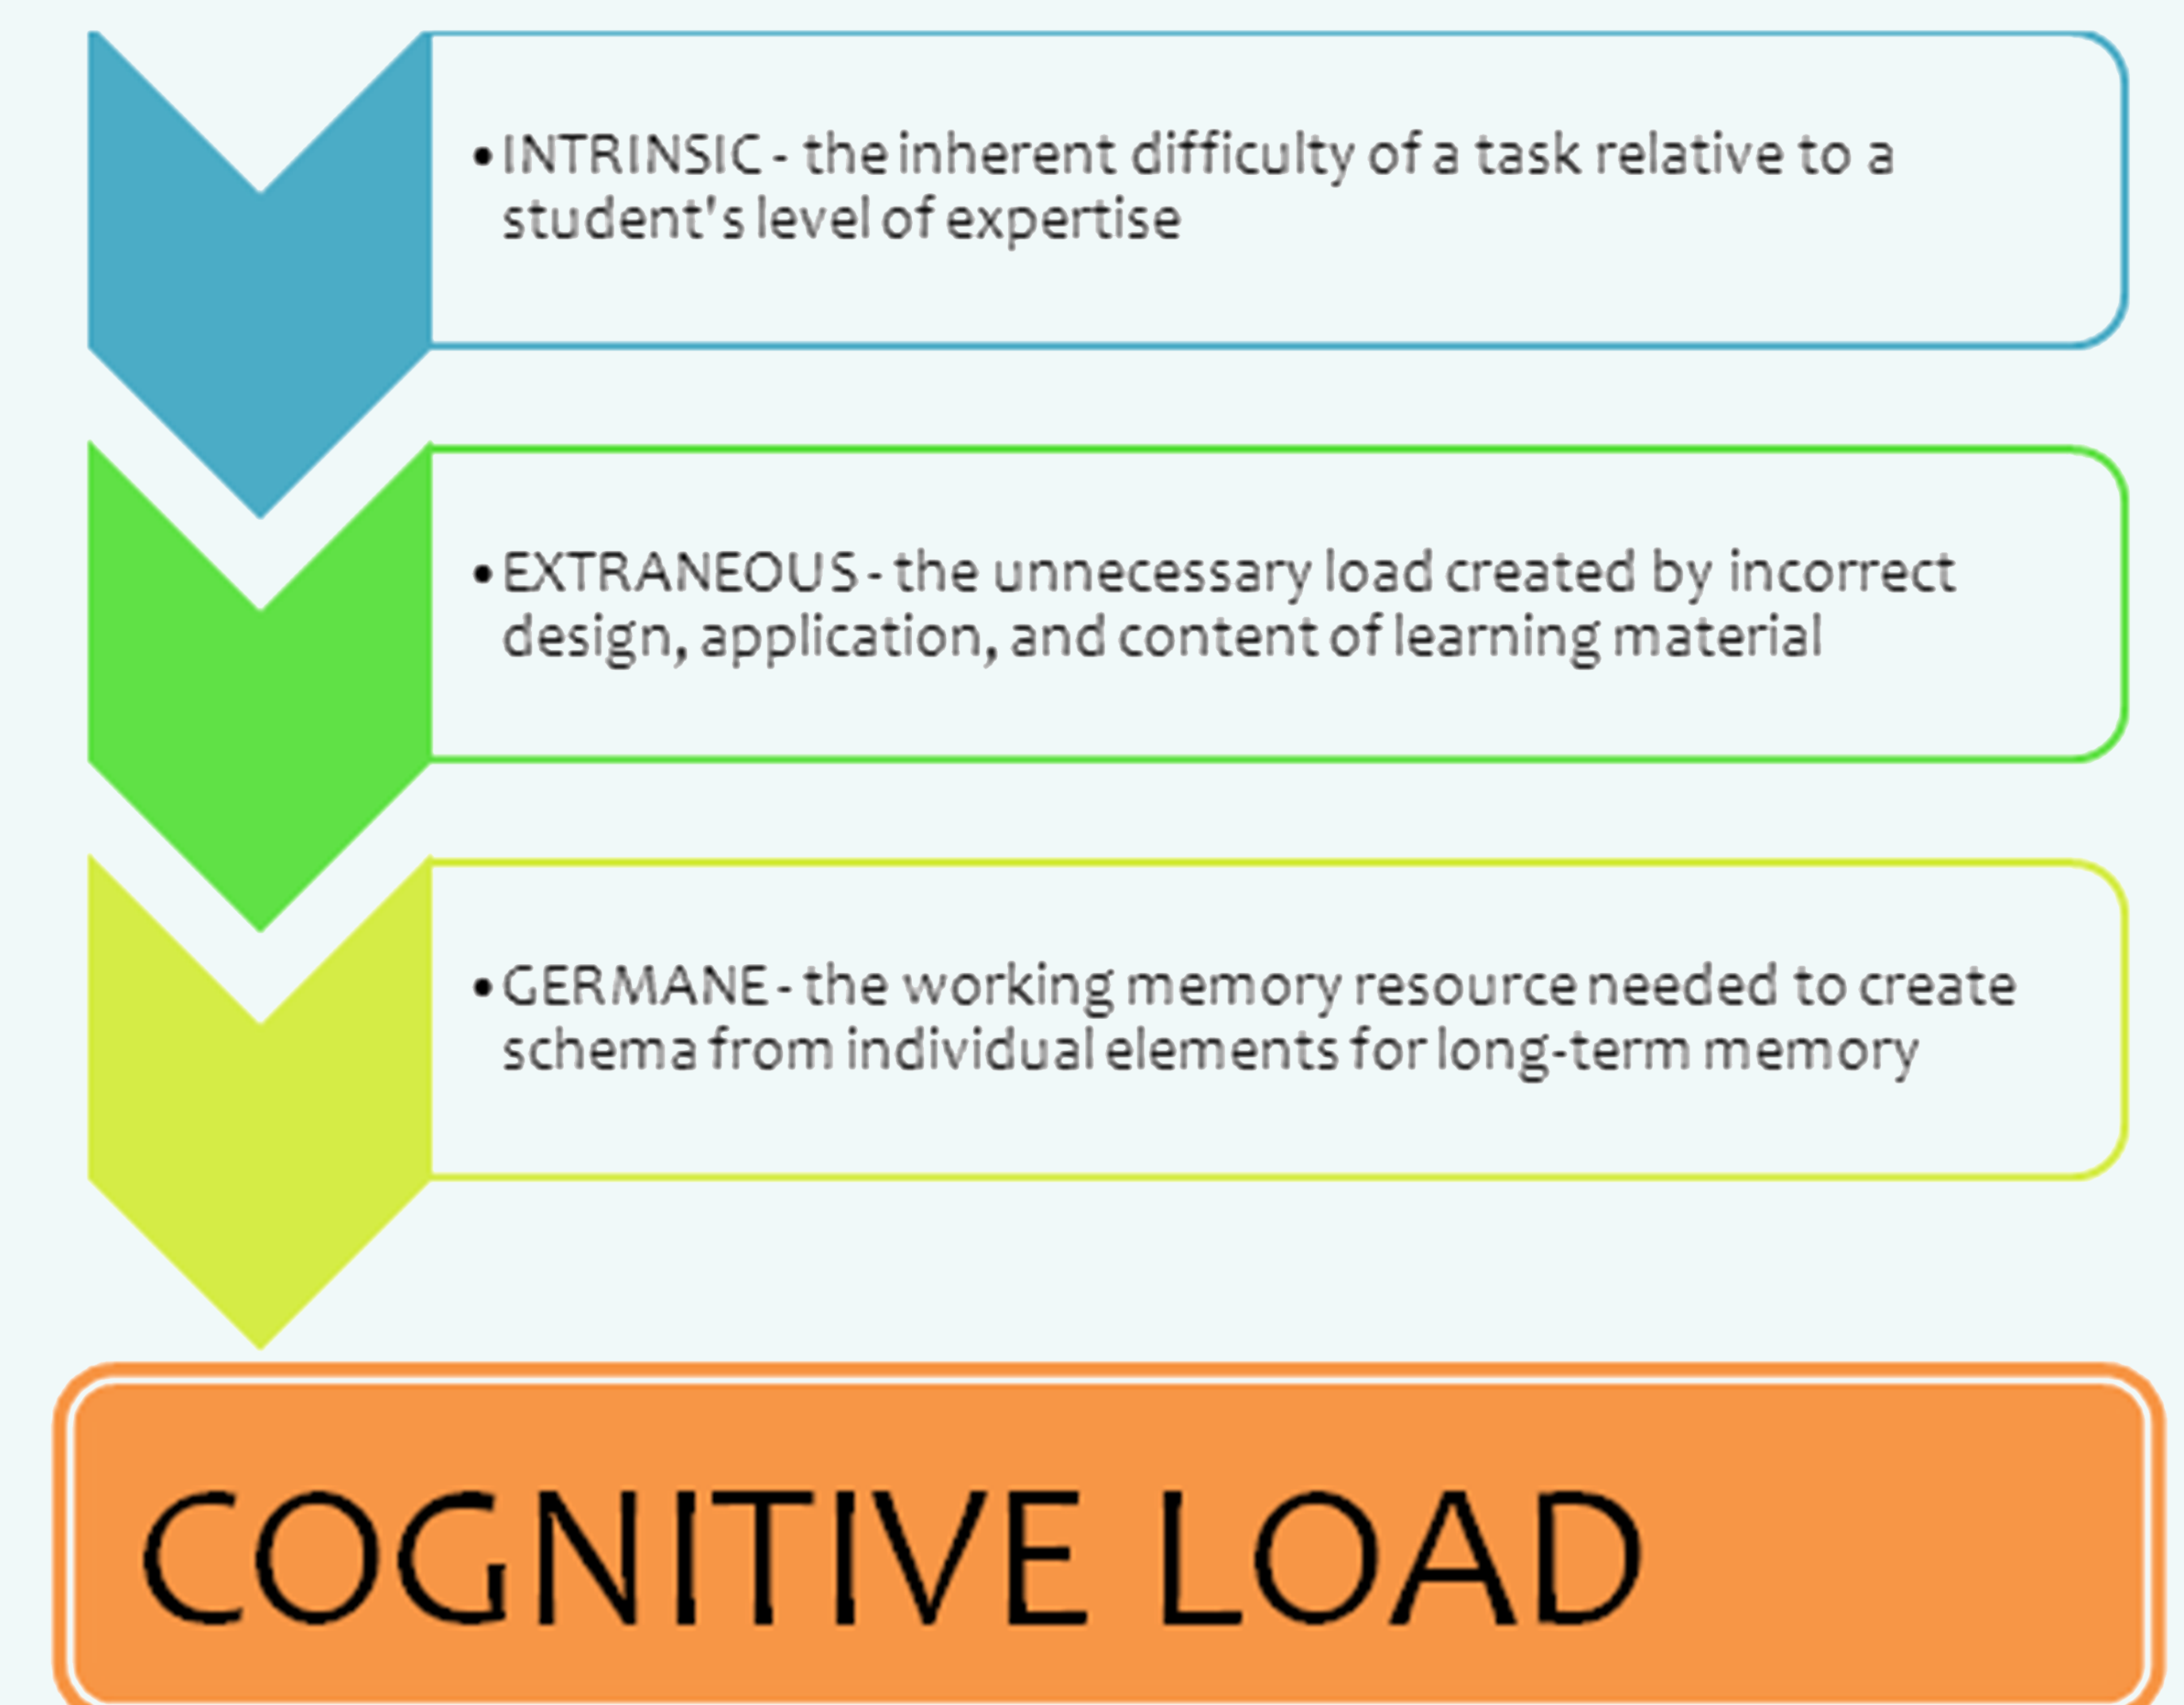 •INTRINSIC - the inherent difficulty of a task relative to a
student's level of expertise
•EXTRANEOUS - the unnecessary load created by incorrect
design, application, and content of learning material
•GERMANE - the working memory resource needed to create
schema from individual elements for long-term memory
COGNITIVE LOAD